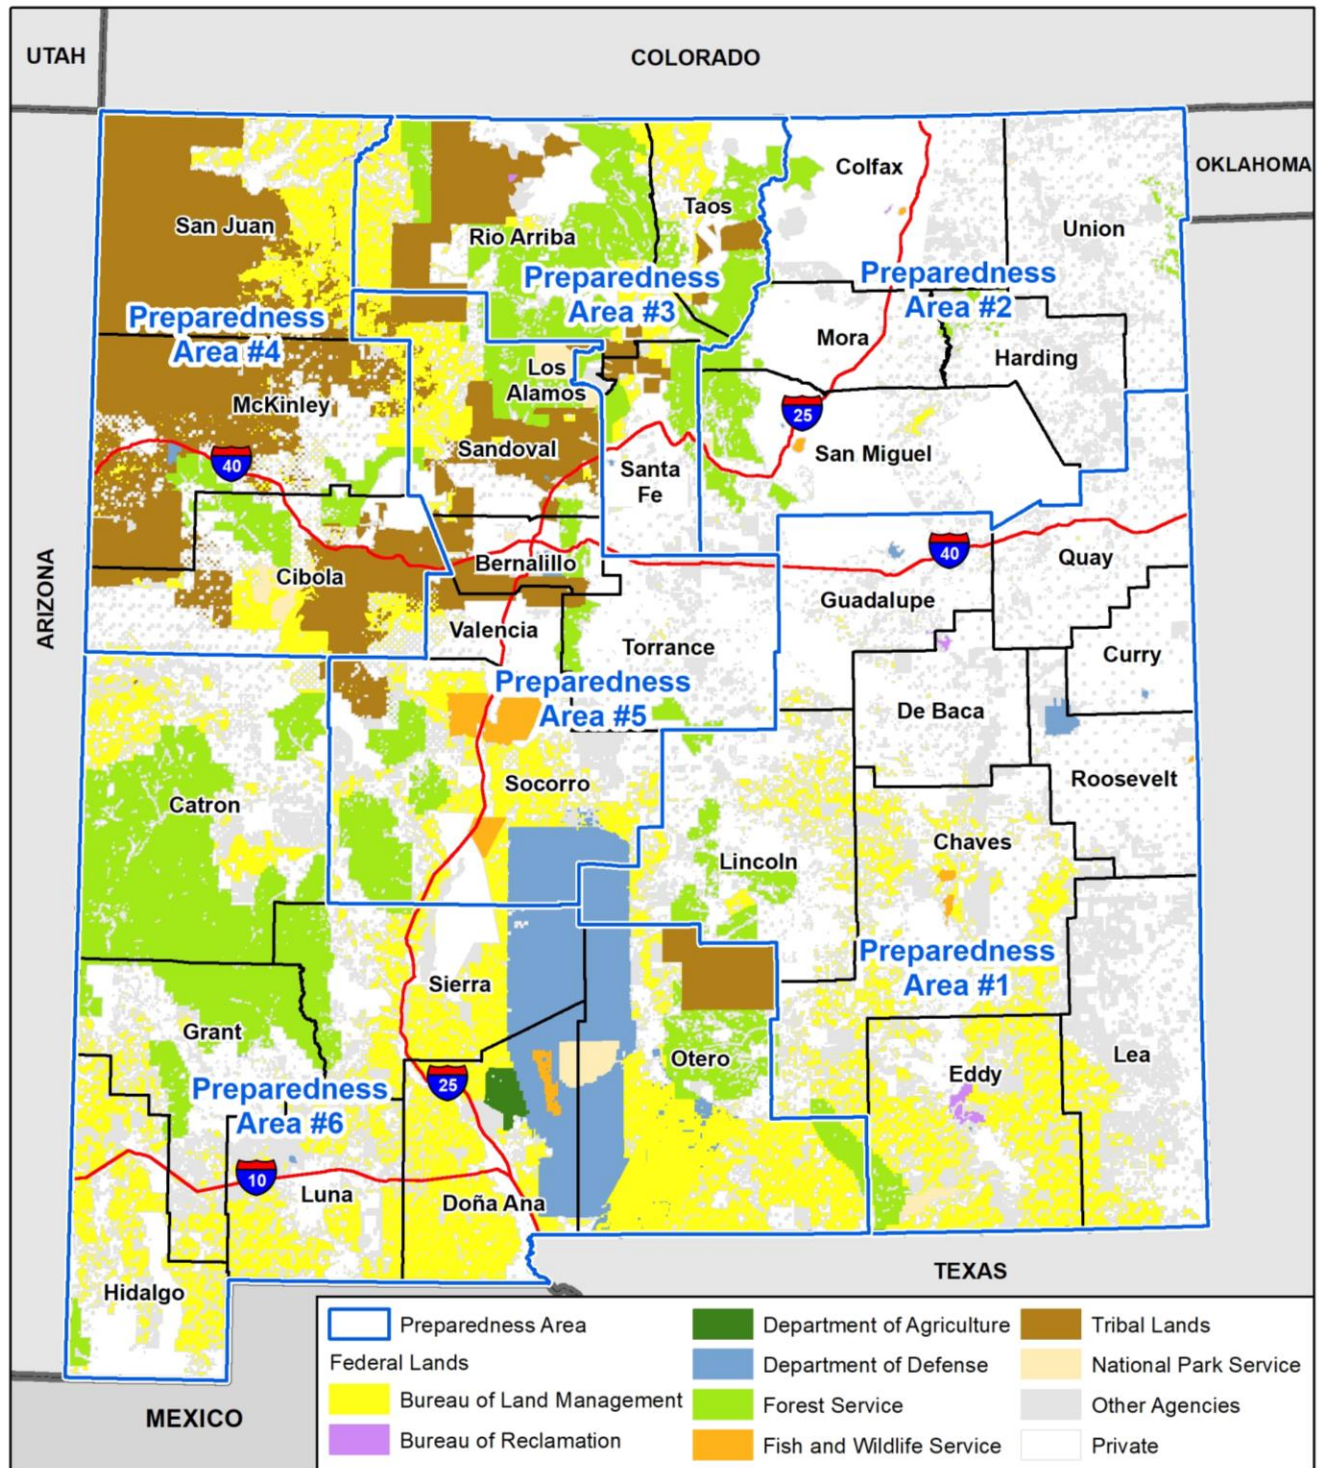 UTAH
COLORADO
OKLAHOMA
Colfax
Taos
San Juan
Union
Rio Arriba
Preparedness
Area #3
Preparedness
Area #2
Preparedness
Area #4
Mora
Harding
Los
Alamos
McKinley
25
Sandoval
San Miguel
40
Santa
Fe
ARIZONA
40
Quay
Bernalillo
Cibola
Guadalupe
Valencia
Torrance
Curry
Preparedness
Area #5
De Baca
Roosevelt
Socorro
Catron
Chaves
Lincoln
Preparedness
Area #1
Sierra
Grant
Otero
Lea
Eddy
25
Preparedness
Area #6
10
Luna
Doña Ana
TEXAS
Hidalgo
MEXICO
Preparedness Area
Federal Lands
Bureau of Land Management
Bureau of Reclamation
Department of Agriculture
Department of Defense
Forest Service
Fish and Wildlife Service
Tribal Lands
National Park Service
Other Agencies
Private